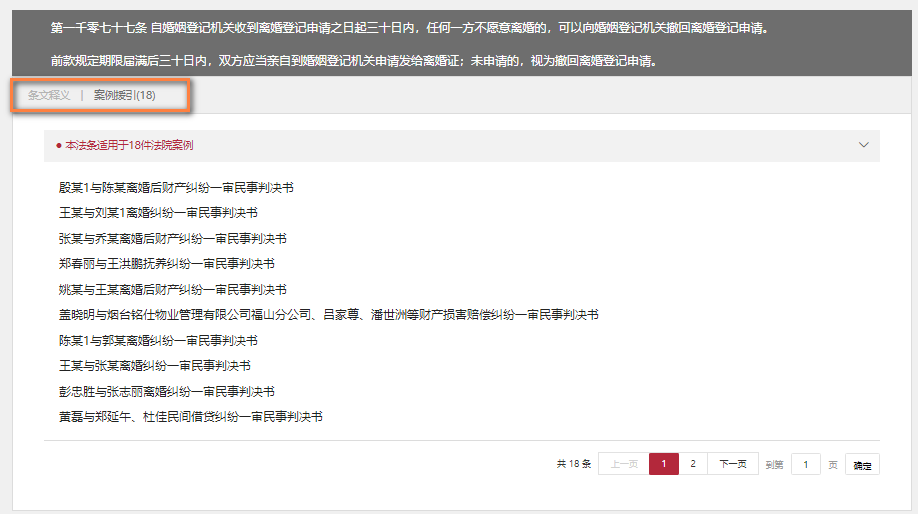 第一千零七十七条 自婚姻登记机关收到离婚登记申请之日起三十日内，任何一方不愿意离婚的，可以向婚姻登记机关撤回离婚登记申请。
前款规定期限届满后三十日内，双方应当亲自到婚姻登记机关申请发给离婚证；未申请的，视为撤回离婚登记申请。
条文释义 | 案例援引(18)
● 本法条适用于18件法院案例
殷某1与陈某离婚后财产纠纷一审民事判决书
王某与刘某1离婚纠纷一审民事判决书
张某与乔某离婚后财产纠纷一审民事判决书
郑春丽与王洪鹏抚养纠纷一审民事判决书
姚某与王某离婚后财产纠纷一审民事判决书
盖晓明与烟台铭仕物业管理有限公司福山分公司、吕家蓴、潘世洲等财产损害赔偿纠纷一审民事判决书
陈某1与郭某离婚纠纷一审民事判决书
王某与张某离婚纠纷一审民事判决书
彭忠胜与张志丽离婚纠纷一审民事判决书
黄磊与郑延午、杜佳民间借贷纠纷一审民事判决书
共 18 条 上一页 1 2 下一页 到第 1 页 确定